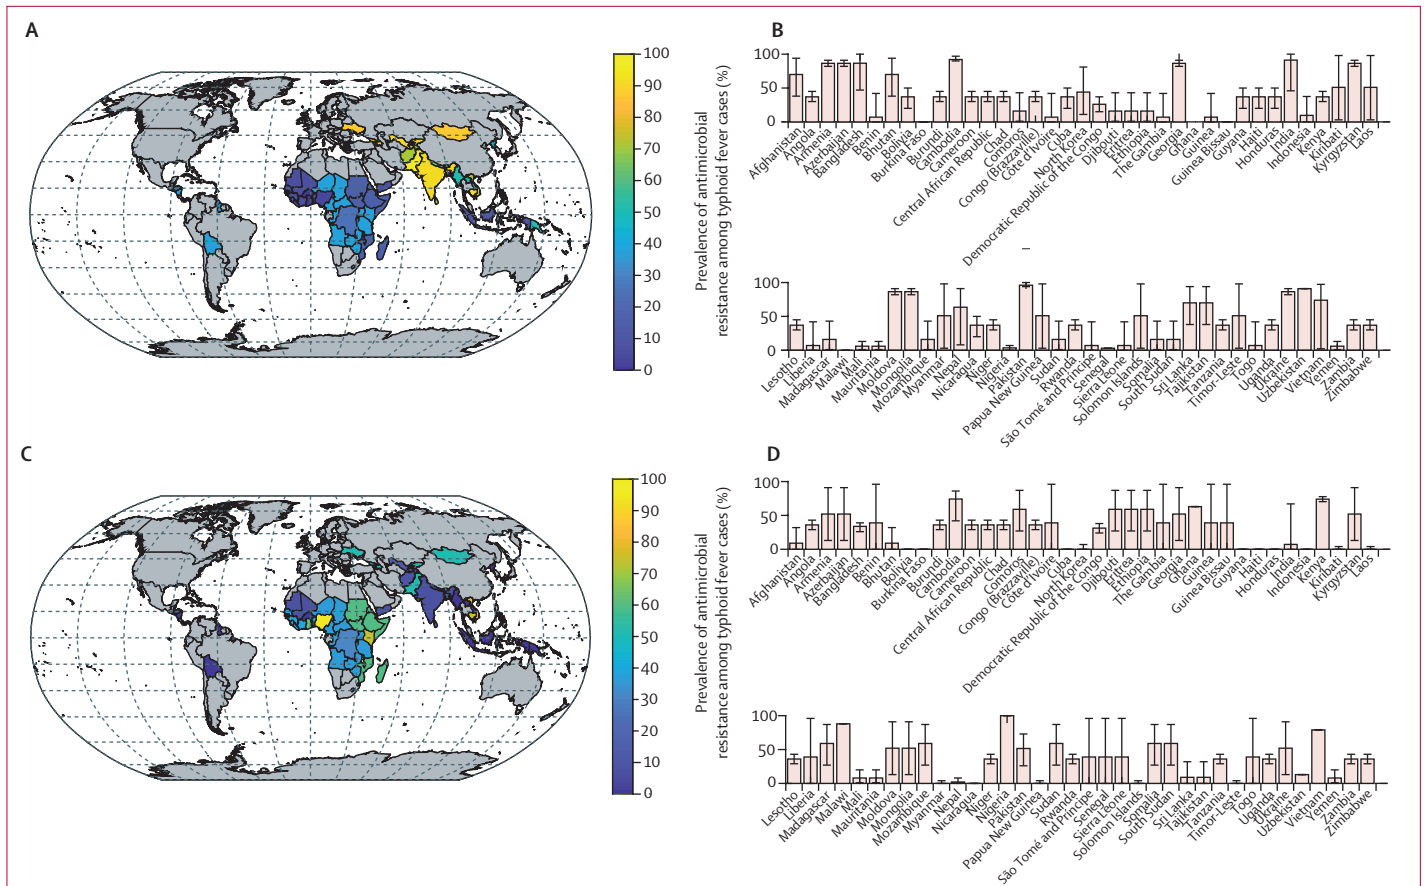 A
100
90
80
70
60
50
40
30
20
10
0
B
Prevalence of antimicrobial
resistance among typhoid fever cases (%)
100
50
0
Afghanistan
Angola
Armenia
Azerbaijan
Bangladesh
Benin
Bhutan
Bolivia
Burkina Faso
Burundi
Cambodia
Cameroon
Central African Republic
Chad
Comoros
Congo (Brazzaville)
Côte d'Ivoire
Cuba
North Korea
Democratic Republic of the Congo
Djibouti
Eritrea
Ethiopia
The Gambia
Georgia
Ghana
Guinea
Guinea Bissau
Guyana
Haiti
Honduras
India
Indonesia
Kenya
Kiribati
Kyrgyzstan
Laos
100
50
0
Lesotho
Liberia
Madagascar
Malawi
Mali
Mauritania
Moldova
Mongolia
Mozambique
Myanmar
Nepal
Nicaragua
Niger
Nigeria
Pakistan
Papua New Guinea
Sudan
Rwanda
São Tomé and Príncipe
Senegal
Sierra Leone
Solomon Islands
Somalia
South Sudan
Sri Lanka
Tajikistan
Tanzania
Timor-Leste
Togo
Uganda
Ukraine
Uzbekistan
Vietnam
Yemen
Zambia
Zimbabwe
C
100
90
80
70
60
50
40
30
20
10
0
D
Prevalence of antimicrobial
resistance among typhoid fever cases (%)
100
50
0
Afghanistan
Angola
Armenia
Azerbaijan
Bangladesh
Benin
Bhutan
Bolivia
Burkina Faso
Burundi
Cambodia
Cameroon
Central African Republic
Chad
Comoros
Congo (Brazzaville)
Côte d'Ivoire
Cuba
North Korea
Democratic Republic of the Congo
Djibouti
Eritrea
Ethiopia
The Gambia
Georgia
Ghana
Guinea
Guinea Bissau
Guyana
Haiti
Honduras
India
Indonesia
Kenya
Kiribati
Kyrgyzstan
Laos
100
50
0
Lesotho
Liberia
Madagascar
Malawi
Mali
Mauritania
Moldova
Mongolia
Mozambique
Myanmar
Nepal
Nicaragua
Niger
Nigeria
Pakistan
Papua New Guinea
Sudan
Rwanda
São Tomé and Príncipe
Senegal
Sierra Leone
Solomon Islands
Somalia
South Sudan
Sri Lanka
Tajikistan
Tanzania
Timor-Leste
Togo
Uganda
Ukraine
Uzbekistan
Vietnam
Yemen
Zambia
Zimbabwe